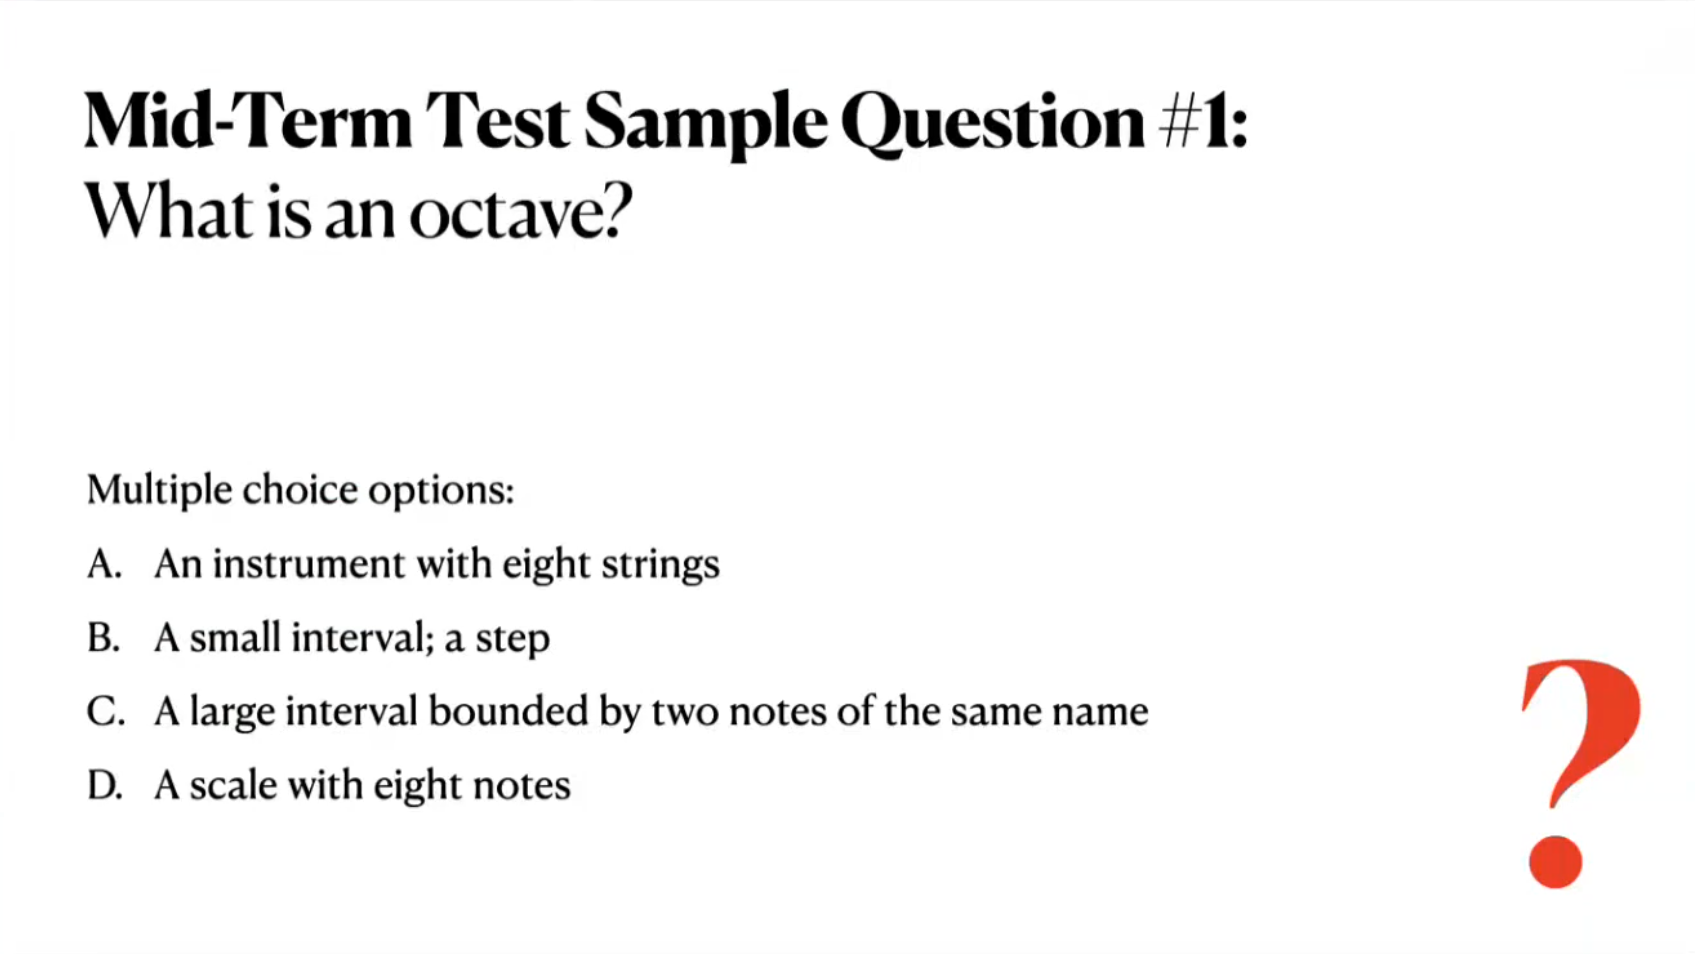 Mid-Term Test Sample Question #1:
What is an octave?
Multiple choice options:
A. An instrument with eight strings
B. A small interval; a step
C. A large interval bounded by two notes of the same name
D. A scale with eight notes
?